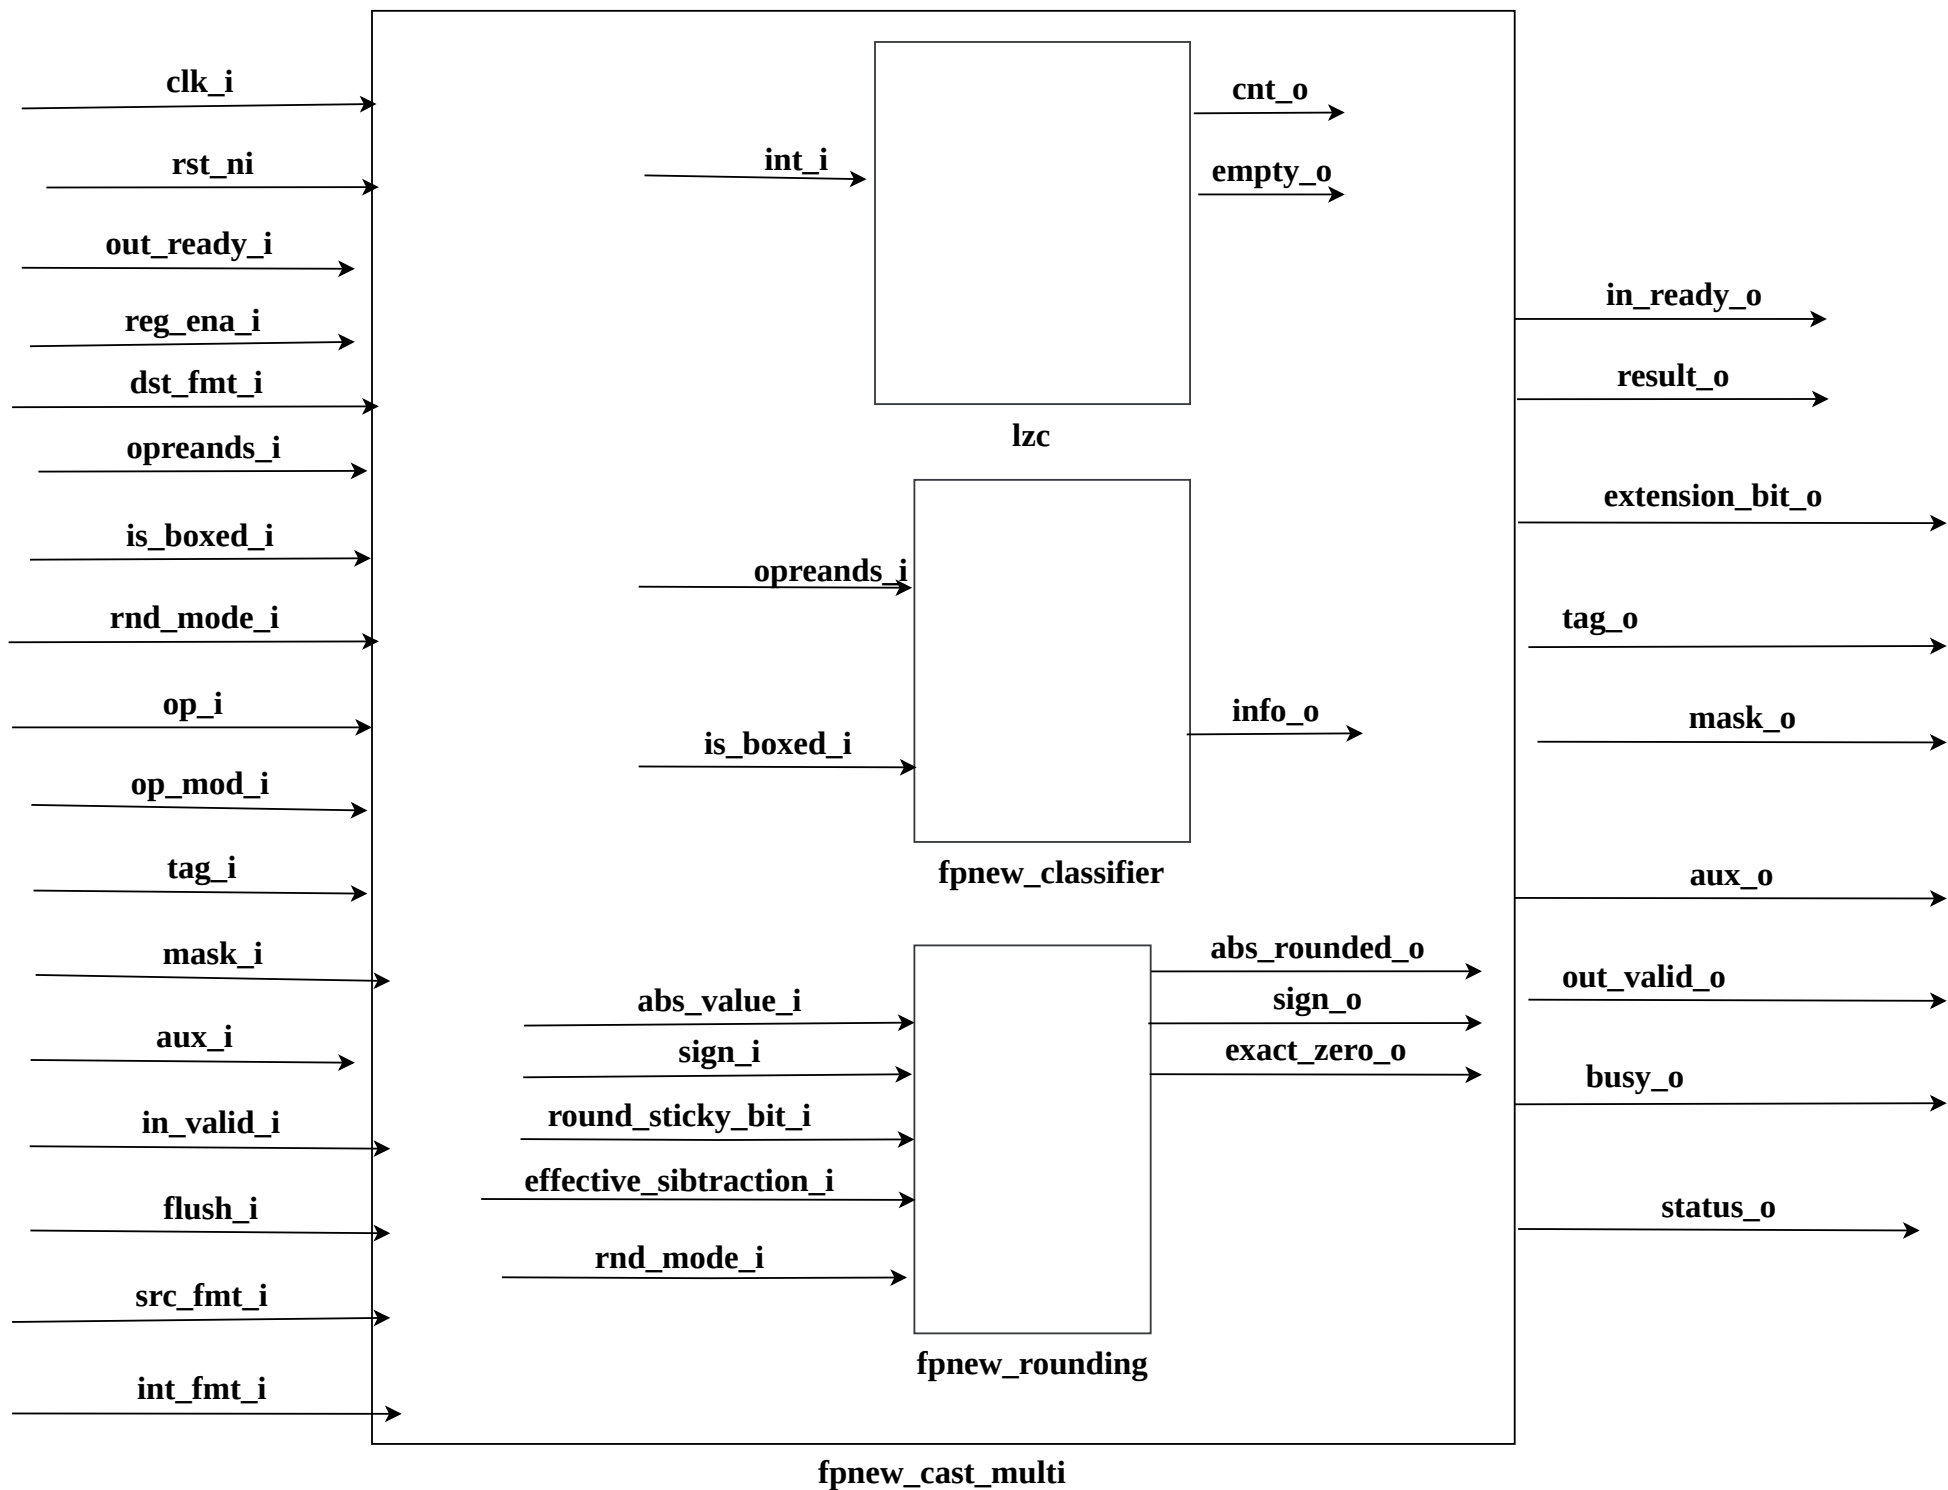 clk_i
rst_ni
out_ready_i
reg_ena_i
dst_fmt_i
opreands_i
is_boxed_i
rnd_mode_i
op_i
op_mod_i
tag_i
mask_i
aux_i
in_valid_i
flush_i
src_fmt_i
int_fmt_i
int_i
cnt_o
empty_o
lzc
opreands_i
is_boxed_i
info_o
fpnew_classifier
abs_value_i
sign_i
round_sticky_bit_i
effective_sibtraction_i
rnd_mode_i
abs_rounded_o
sign_o
exact_zero_o
fpnew_rounding
in_ready_o
result_o
extension_bit_o
tag_o
mask_o
aux_o
out_valid_o
busy_o
status_o
fpnew_cast_multi